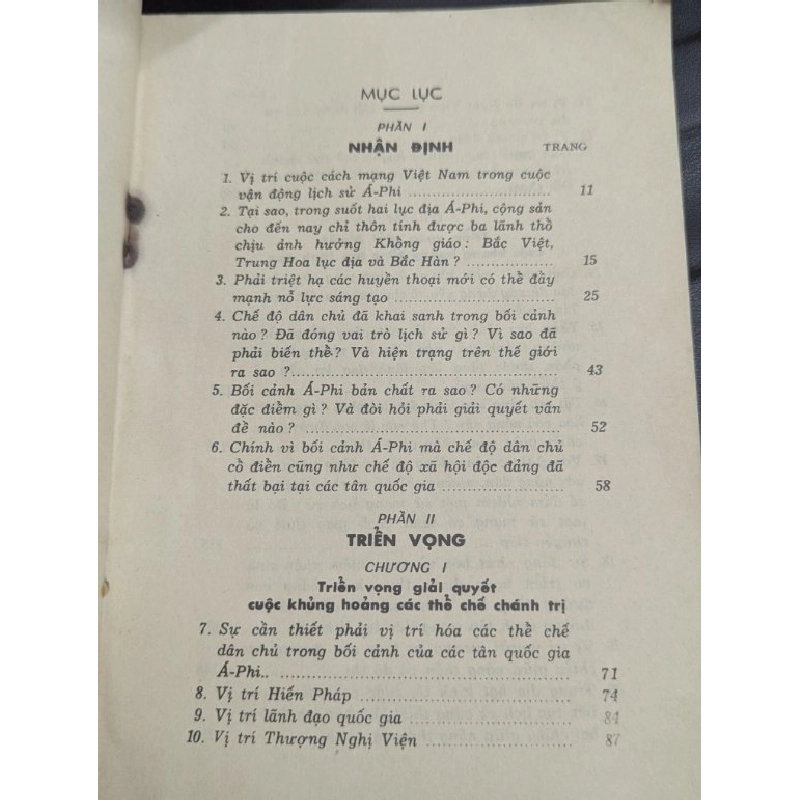 MỤC LỤC
PHẦN I
NHẬN ĐỊNH TRANG
1. Vị trí cuộc cách mạng Việt Nam trong cuộc
vận động lịch sử Á-Phi ............ 11
2. Tại sao, trong suốt hai lục địa Á-Phi, cộng sản
cho đến nay chỉ thôn tính được ba lãnh thổ
chịu ảnh hưởng Khổng giáo : Bắc Việt,
Trung Hoa lục địa và Bắc Hàn ? ............ 15
3. Phải triệt hạ các huyền thoại mới có thể đẩy
mạnh nỗ lực sáng tạo ............ 25
4. Chế độ dân chủ đã khai sanh trong bối cảnh
nào ? Đã đóng vai trò lịch sử gì ? Vì sao đã
phải biến thể ? Và hiện trạng trên thế giới
ra sao ? ............ 43
5. Bối cảnh Á-Phi bản chất ra sao ? Có những
đặc điểm gì ? Và đòi hỏi phải giải quyết vấn
đề nào ? ............ 52
6. Chính vì bối cảnh Á-Phi mà chế độ dân chủ
cổ điển cũng như chế độ xã hội độc đảng đã
thất bại tại các tân quốc gia ............ 58
PHẦN II
TRIỂN VỌNG
CHƯƠNG I
Triển vọng giải quyết
cuộc khủng hoảng các thể chế chánh trị
7. Sự cần thiết phải vị trí hóa các thể chế
dân chủ trong bối cảnh của các tân quốc gia
Á-Phi.. ............ 71
8. Vị trí Hiến Pháp ............ 74
9. Vị trí lãnh đạo quốc gia ............ 84
10. Vị trí Thượng Nghị Viện ............ 87